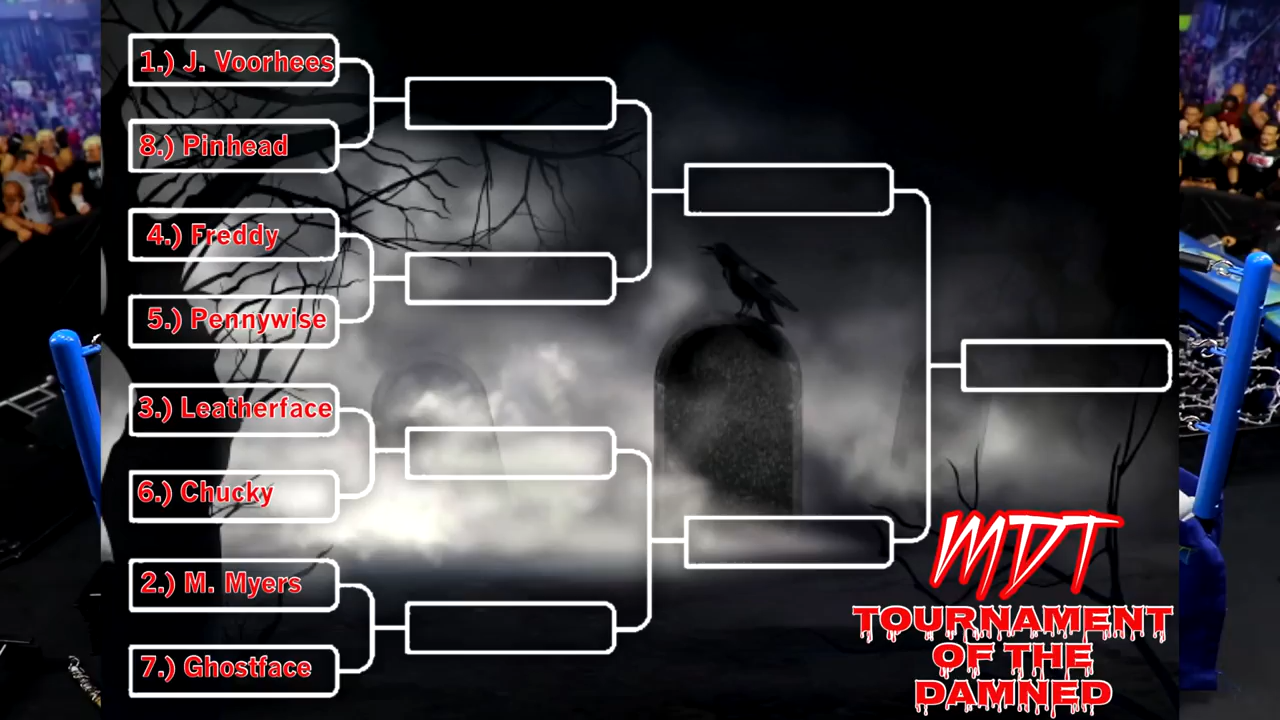 1.) J. Voorhees
8.) Pinhead
4.) Freddy
5.) Pennywise
3.) Leatherface
6.) Chucky
2.) M. Myers
7.) Ghostface
MDT
TOURNAMENT
OF THE
DAMNED